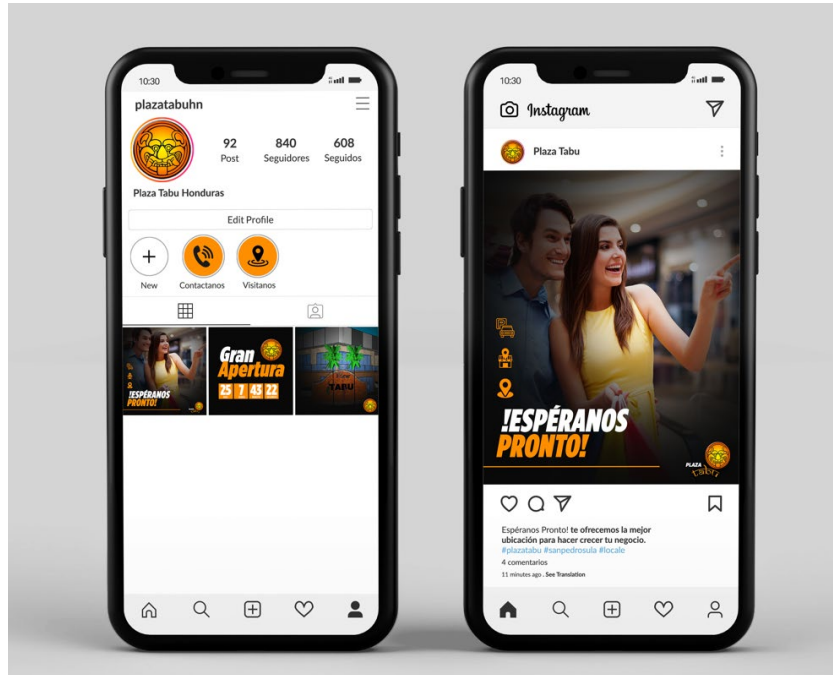 10:30
plazatabuhn
92 840 608
Post Seguidores Seguidos
Plaza Tabu Honduras
Edit Profile
New Contactanos Visitanos
!ESPÉRANOS
PRONTO!
Gran
Apertura
25 7 43 22
TABU
10:30
Instagram
Plaza Tabu
!ESPÉRANOS
PRONTO!
PLAZA
tabú
Espéranos Pronto! te ofrecemos la mejor
ubicación para hacer crecer tu negocio.
#plazatabu #sanpedrosula #locale
4 comentarios
11 minutes ago . See Translation